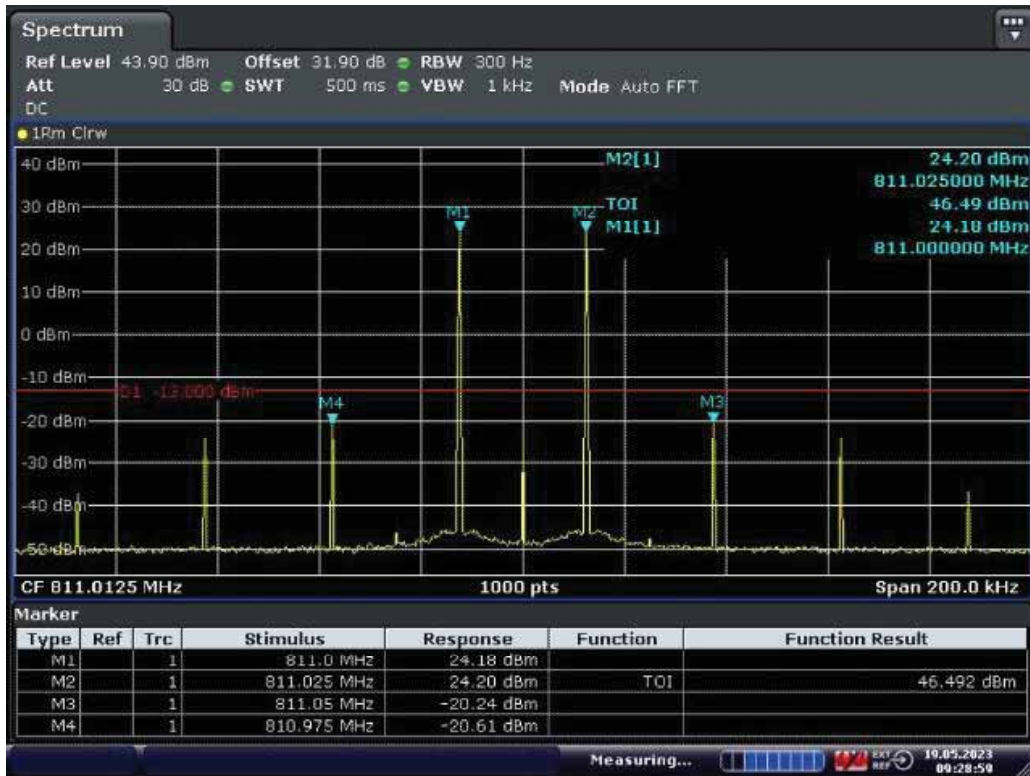 Spectrum
Ref Level 43.90 dBm Offset 31.90 dB RBW 300 Hz
Att 30 dB SWT 500 ms VBW 1 kHz Mode Auto FFT
DC
1Rm Clrw
40 dBm M2[1] 24.20 dBm
811.025000 MHz
30 dBm M1 M2 TOI 46.49 dBm
M1[1] 24.18 dBm
20 dBm 811.000000 MHz
10 dBm
0 dBm
-10 dBm
D1 -13.000 dBm
M4 M3
-20 dBm
-30 dBm
-40 dBm
-50 dBm
CF 811.0125 MHz 1000 pts Span 200.0 kHz
Marker
Type Ref Trc Stimulus Response Function Function Result
M1 1 811.0 MHz 24.18 dBm
M2 1 811.025 MHz 24.20 dBm TOI 46.492 dBm
M3 1 811.05 MHz -20.24 dBm
M4 1 810.975 MHz -20.61 dBm
Measuring... EXT REF 19.05.2023
09:28:59